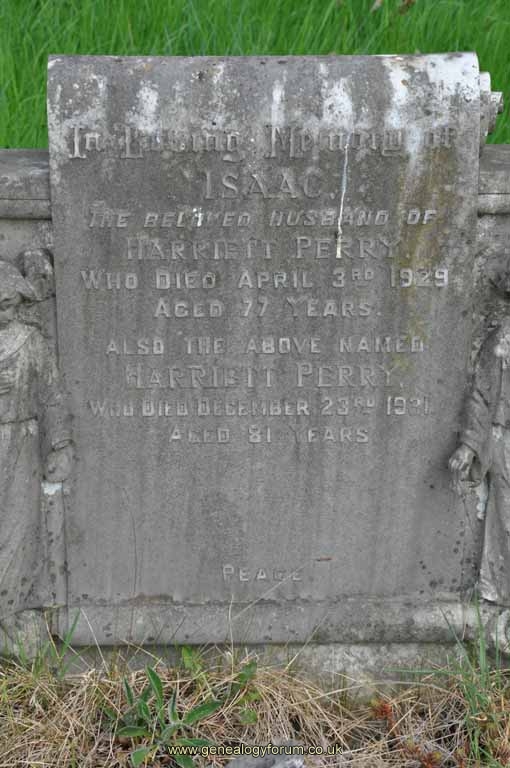 In Loving Memory of
ISAAC,
THE BELOVED HUSBAND OF
HARRIETT PERRY,
WHO DIED APRIL 3RD 1929
AGED 77 YEARS.
ALSO THE ABOVE NAMED
HARRIETT PERRY,
WHO DIED DECEMBER 23RD 1931
AGED 81 YEARS
PEACE
www.genealogyforum.co.uk